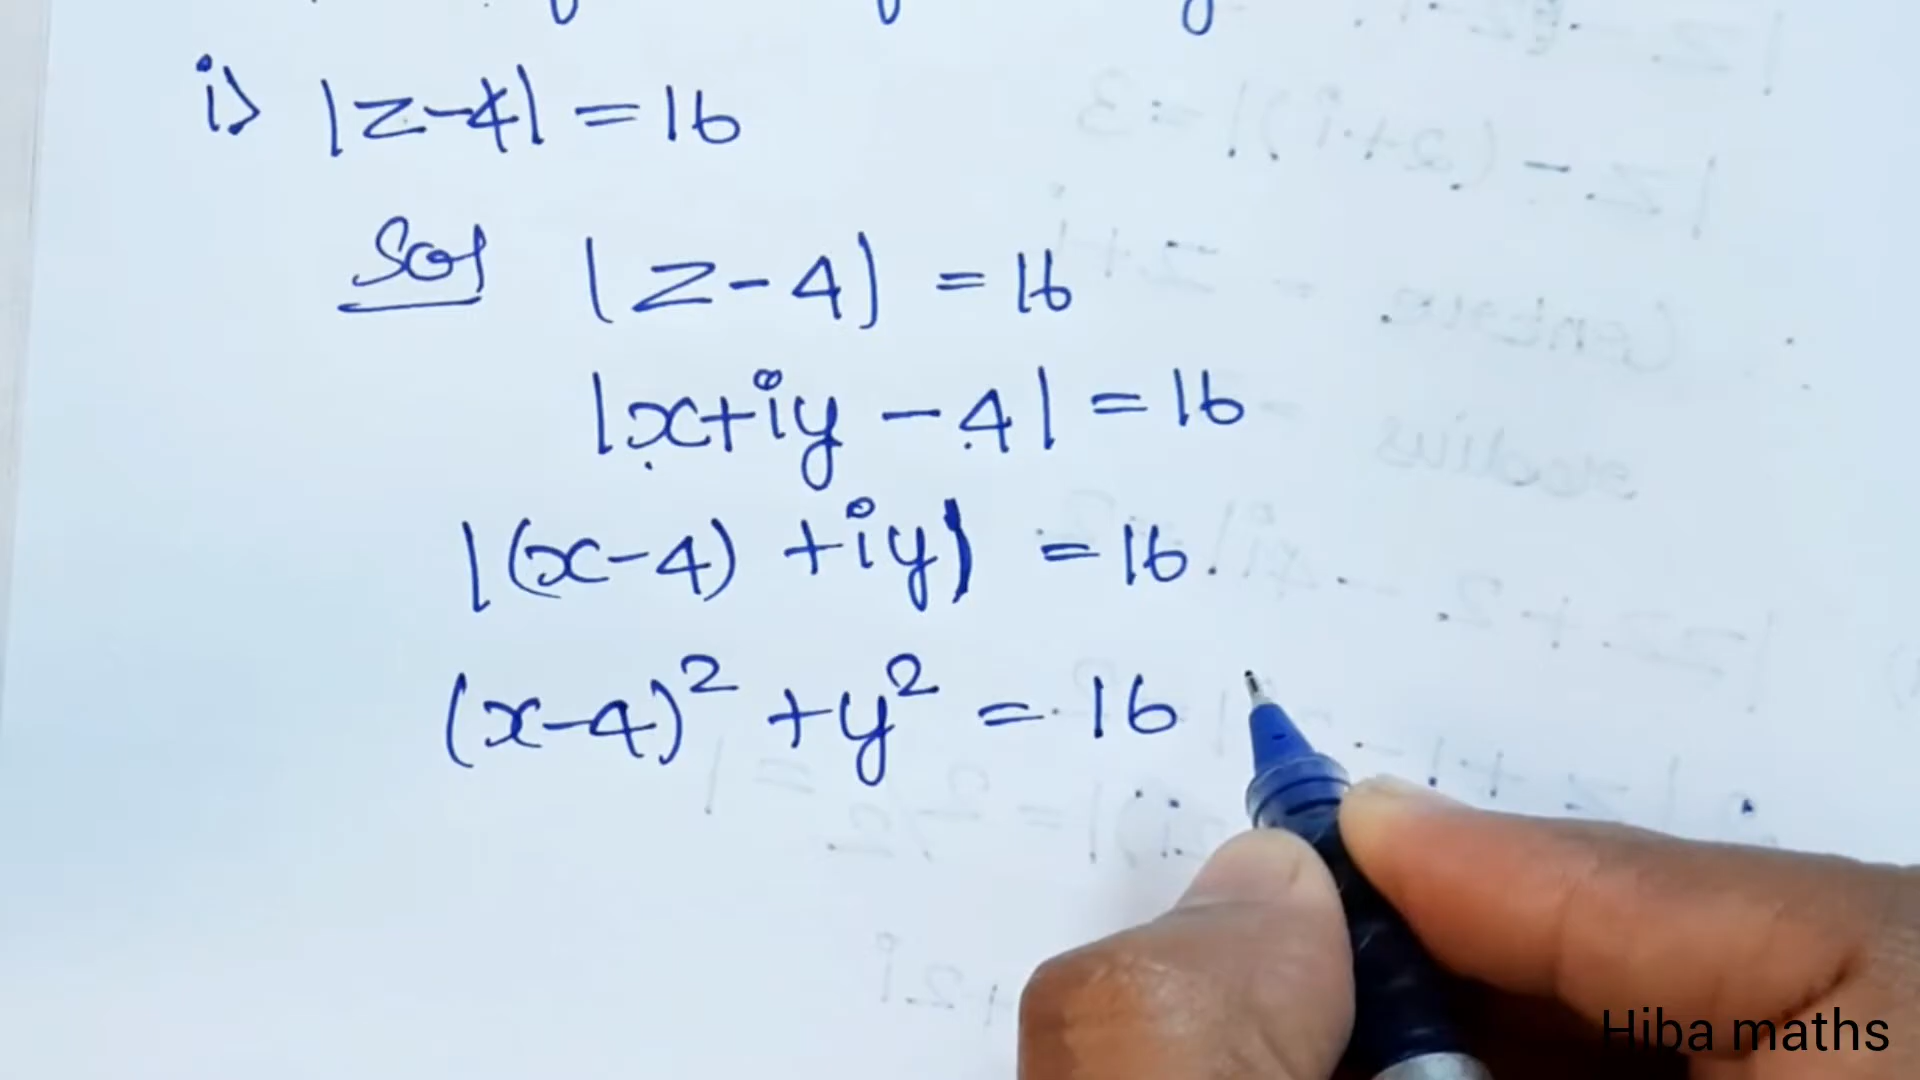 i) |z-4| = 16
Sol |z-4| = 16
|x+iy-4| = 16
|(x-4) +iy| = 16
(x-4)² + y² = 16
Hiba maths